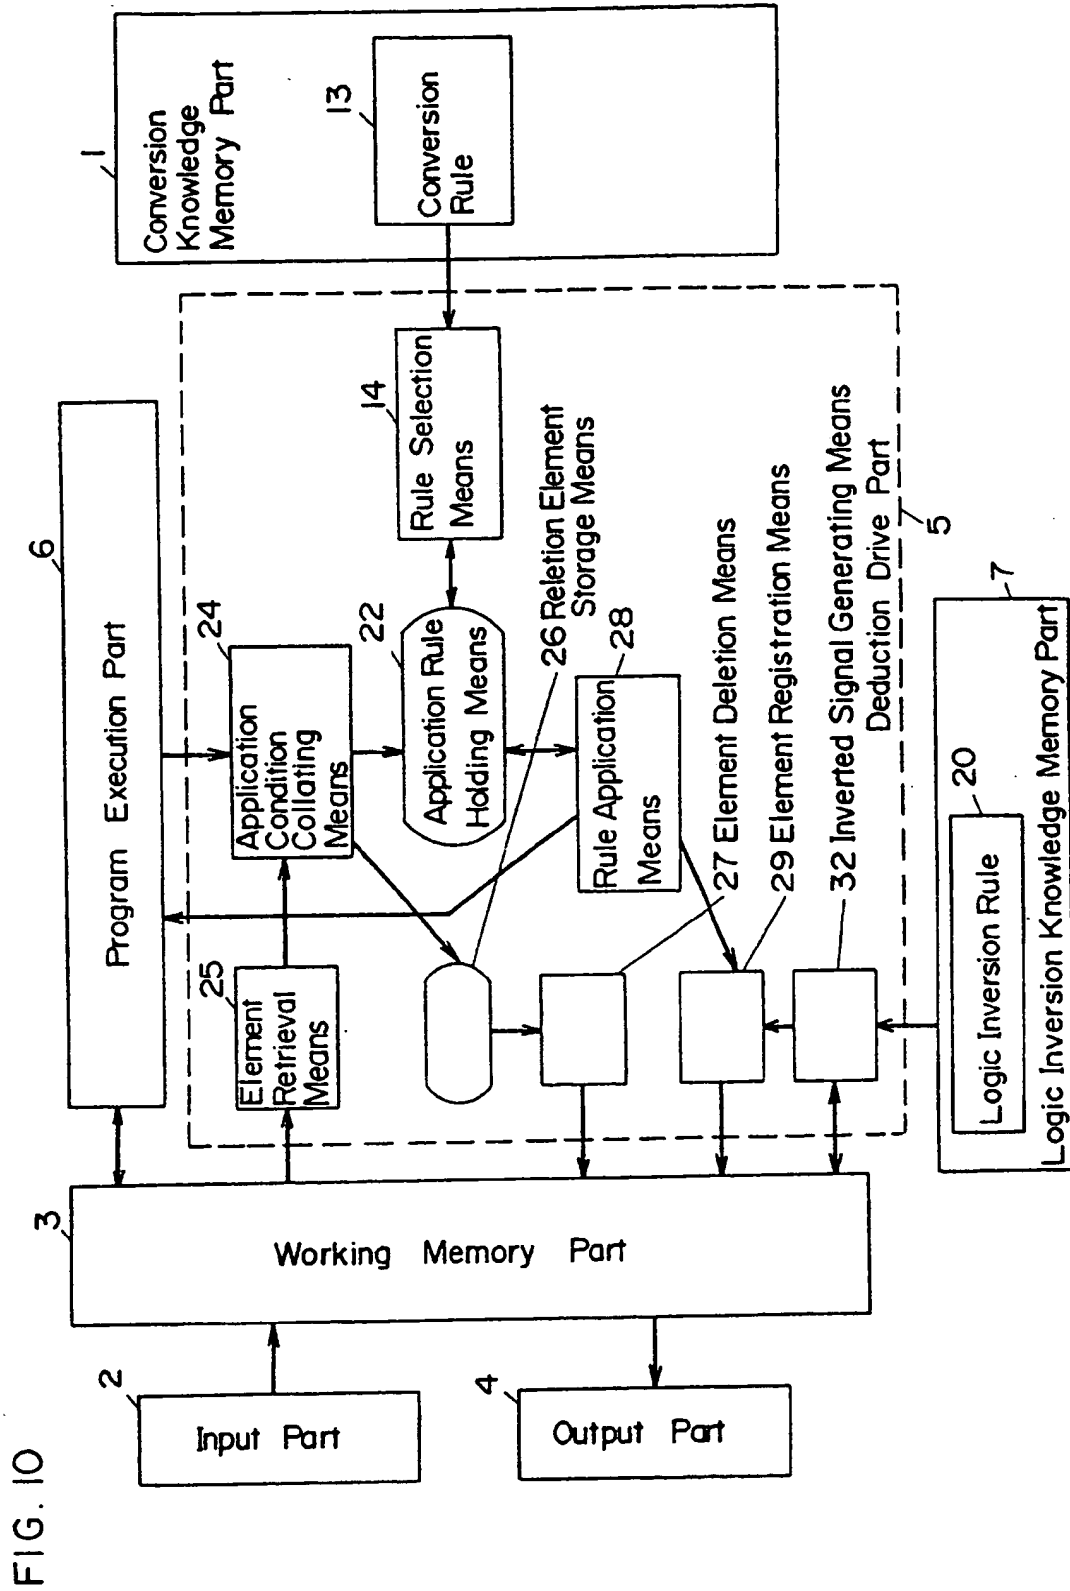 FIG. 10
2
Input Part
4
Output Part
3
Working Memory Part
6
Program Execution Part
25
Element
Retrieval
Means
24
Application
Condition
Collating
Means
22
Application Rule
Holding Means
14
Rule Selection
Means
1
Conversion
Knowledge
Memory Part
13
Conversion
Rule
26 Reletion Element
Storage Means
28
Rule Application
Means
27 Element Deletion Means
29 Element Registration Means
32 Inverted Signal Generating Means
Deduction Drive Part
5
7
20
Logic Inversion Rule
Logic Inversion Knowledge Memory Part